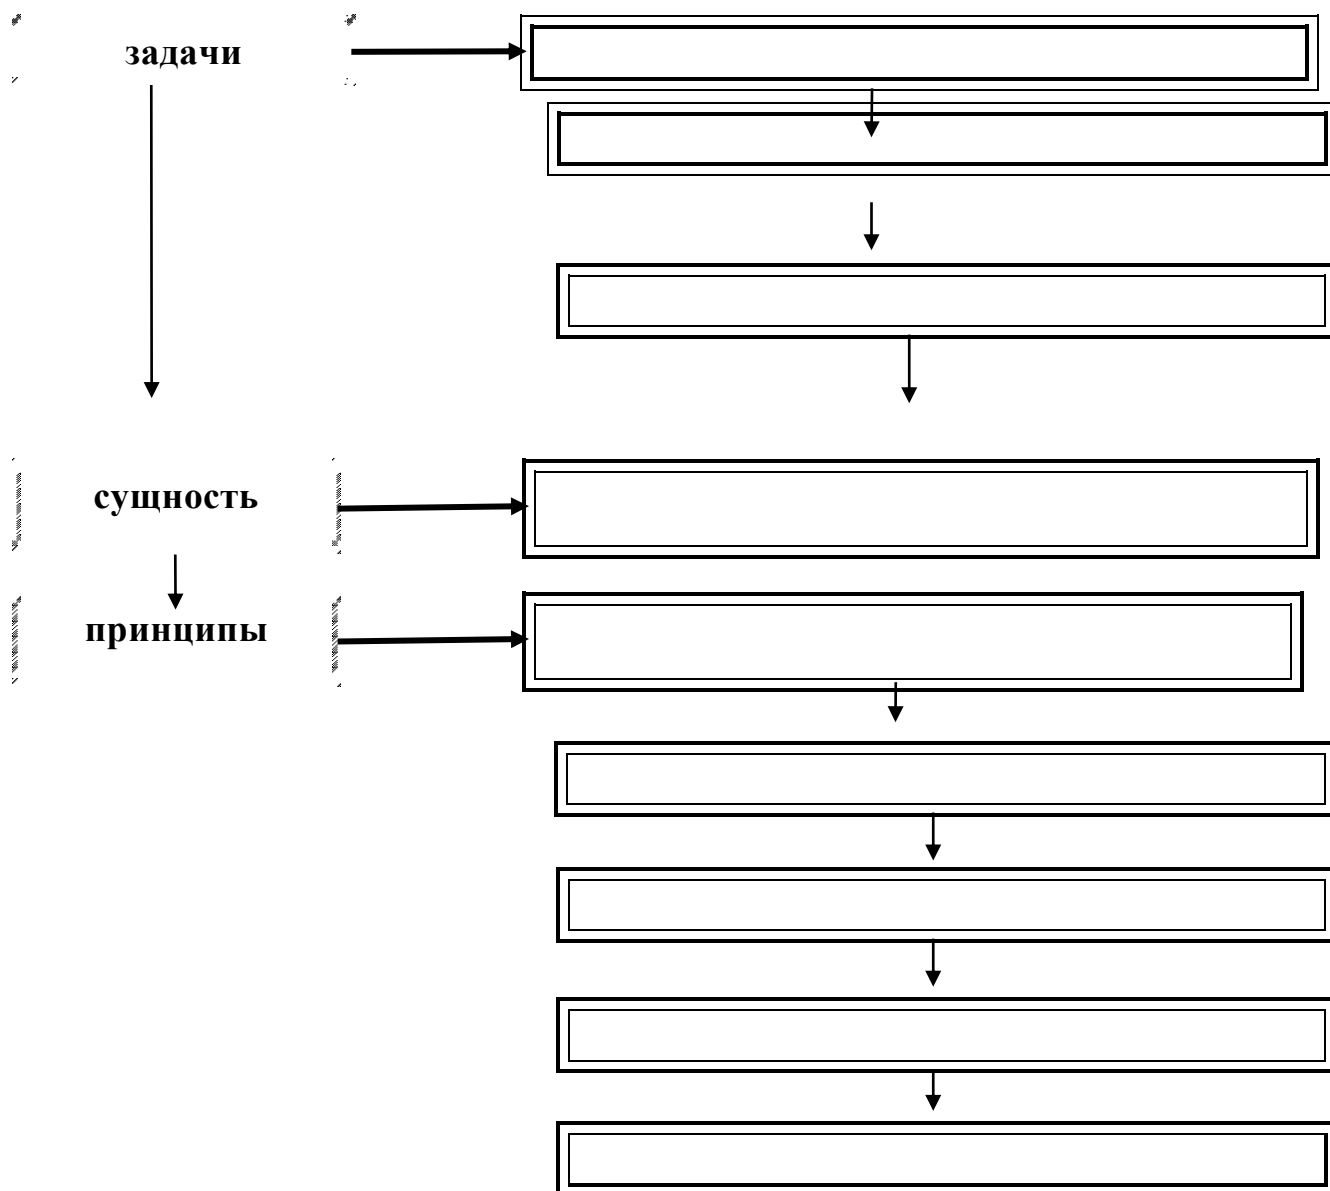 задачи
сущность
принципы